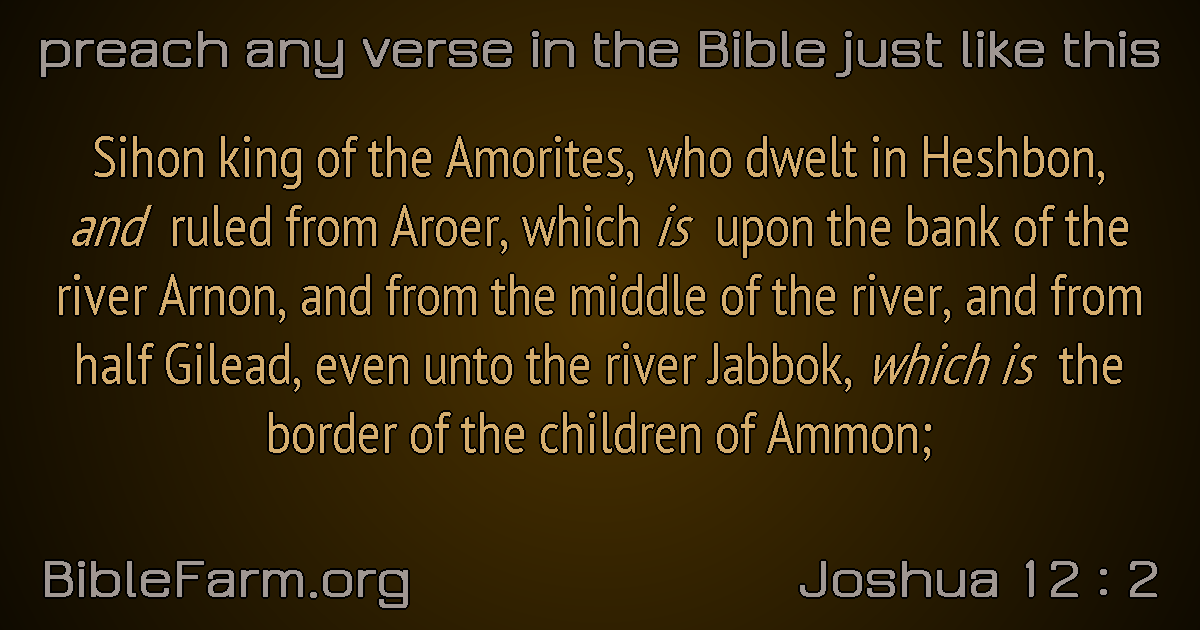 preach any verse in the Bible just like this
Sihon king of the Amorites, who dwelt in Heshbon,
and ruled from Aroer, which is upon the bank of the
river Arnon, and from the middle of the river, and from
half Gilead, even unto the river Jabbok, which is the
border of the children of Ammon;
BibleFarm.org
Joshua 12 : 2